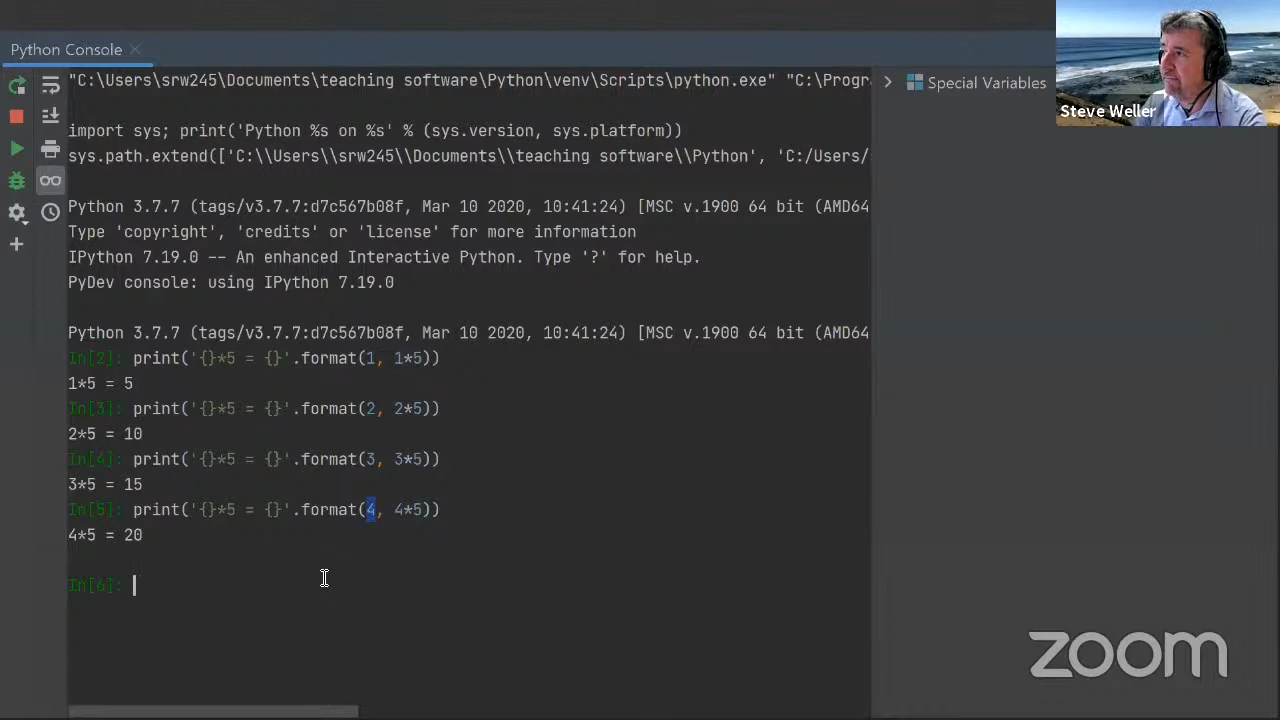 Python Console
"C:\Users\srw245\Documents\teaching software\Python\venv\Scripts\python.exe" "C:\Progra
Special Variables
Steve Weller
import sys; print('Python %s on %s' % (sys.version, sys.platform))
sys.path.extend(['C:\\Users\\srw245\\Documents\\teaching software\\Python', 'C:/Users/
Python 3.7.7 (tags/v3.7.7:d7c567b08f, Mar 10 2020, 10:41:24) [MSC v.1900 64 bit (AMD64
Type 'copyright', 'credits' or 'license' for more information
IPython 7.19.0 -- An enhanced Interactive Python. Type '?' for help.
PyDev console: using IPython 7.19.0
Python 3.7.7 (tags/v3.7.7:d7c567b08f, Mar 10 2020, 10:41:24) [MSC v.1900 64 bit (AMD64
In[2]: print('{}*5 = {}'.format(1, 1*5))
1*5 = 5
In[3]: print('{}*5 = {}'.format(2, 2*5))
2*5 = 10
In[4]: print('{}*5 = {}'.format(3, 3*5))
3*5 = 15
In[5]: print('{}*5 = {}'.format(4, 4*5))
4*5 = 20
In[6]:
zoom